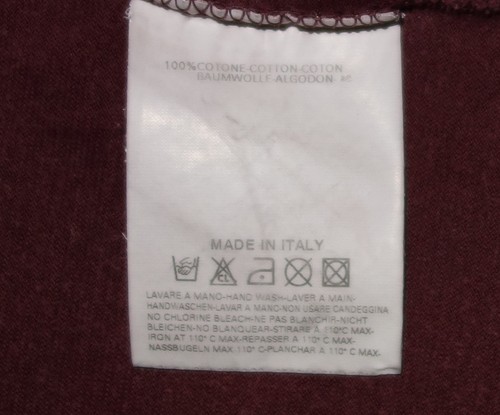 100%COTONE-COTTON-COTON
BAUMWOLLE-ALGODON-
MADE IN ITALY
CL
LAVARE A MANO-HAND WASH-LAVER A MAIN-
HANDWASCHEN-LAVAR A MANO-NON USARE CANDEGGINA
NO CHLORINE BLEACH-NE PAS BLANCHIR-NICHT
BLEICHEN-NO BLANQUEAR-STIRARE A 110°C MAX-
IRON AT 110° C MAX-REPASSER A 110° C MAX-
NASSBUGELN MAX.110° C-PLANCHAR A 110° C MAX-